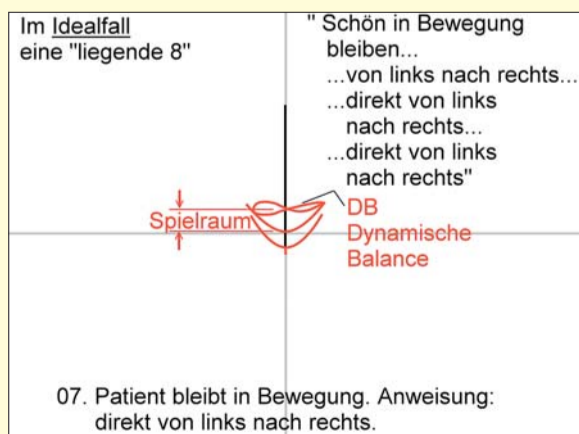 Im Idealfall
eine "liegende 8"
" Schön in Bewegung
bleiben...
...von links nach rechts...
...direkt von links
nach rechts...
...direkt von links
nach rechts"
Spielraum
DB
Dynamische
Balance
07. Patient bleibt in Bewegung. Anweisung:
direkt von links nach rechts.